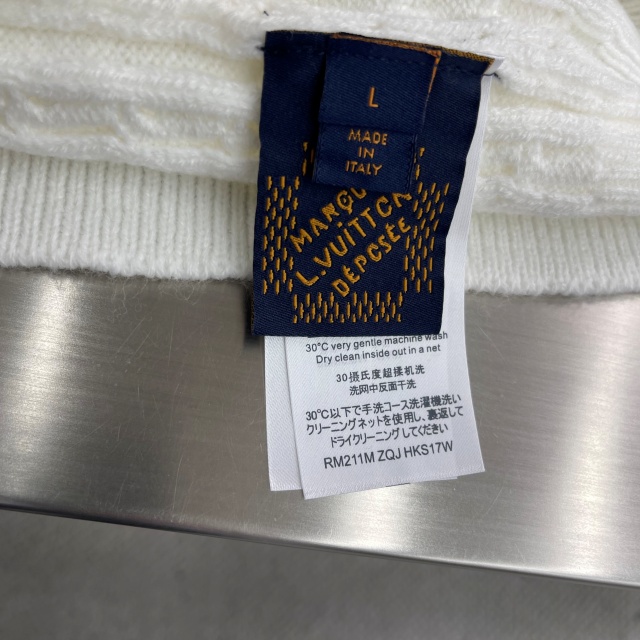 L
MADE
IN
ITALY
MARQU
L.VUITTON
DÉPOSÉE
30°C very gentle machine wash
Dry clean inside out in a net
30摄氏度超揉机洗
洗网中反面干洗
30℃以下で手洗コース洗濯機洗い
クリーニングネットを使用し、裏返して
ドライクリーニングしてください
RM211M ZQJ HKS17W